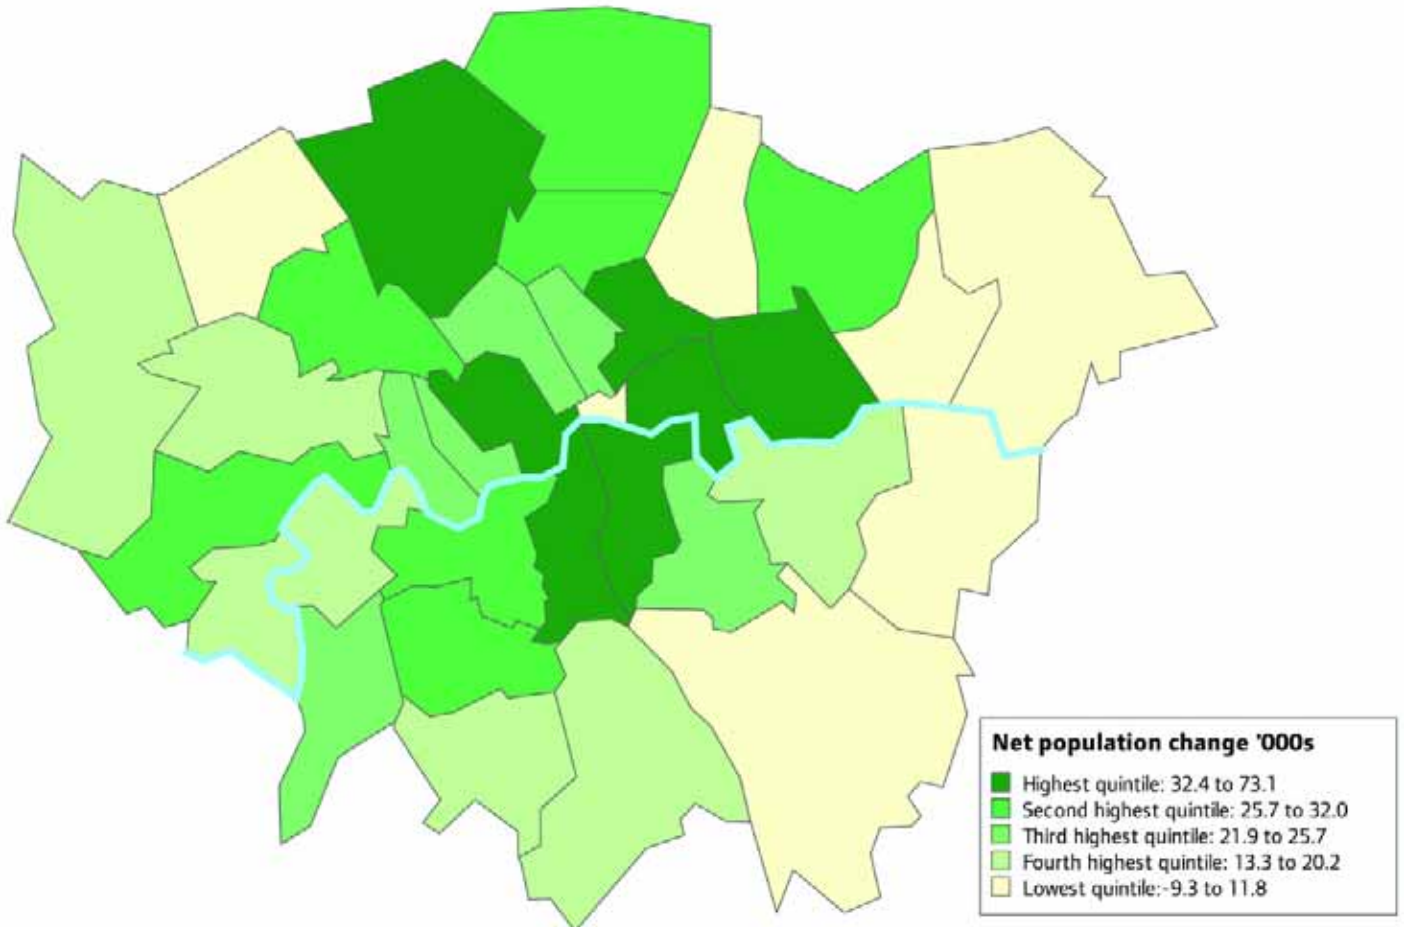 Net population change '000s
Highest quintile: 32.4 to 73.1
Second highest quintile: 25.7 to 32.0
Third highest quintile: 21.9 to 25.7
Fourth highest quintile: 13.3 to 20.2
Lowest quintile:-9.3 to 11.8